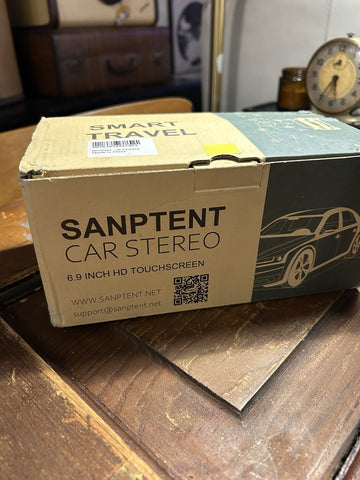 SMART
TRAVEL
SANPTENT
CAR STEREO
6.9 INCH HD TOUCHSCREEN
WWW.SANPTENT.NET
support@sanptent.net